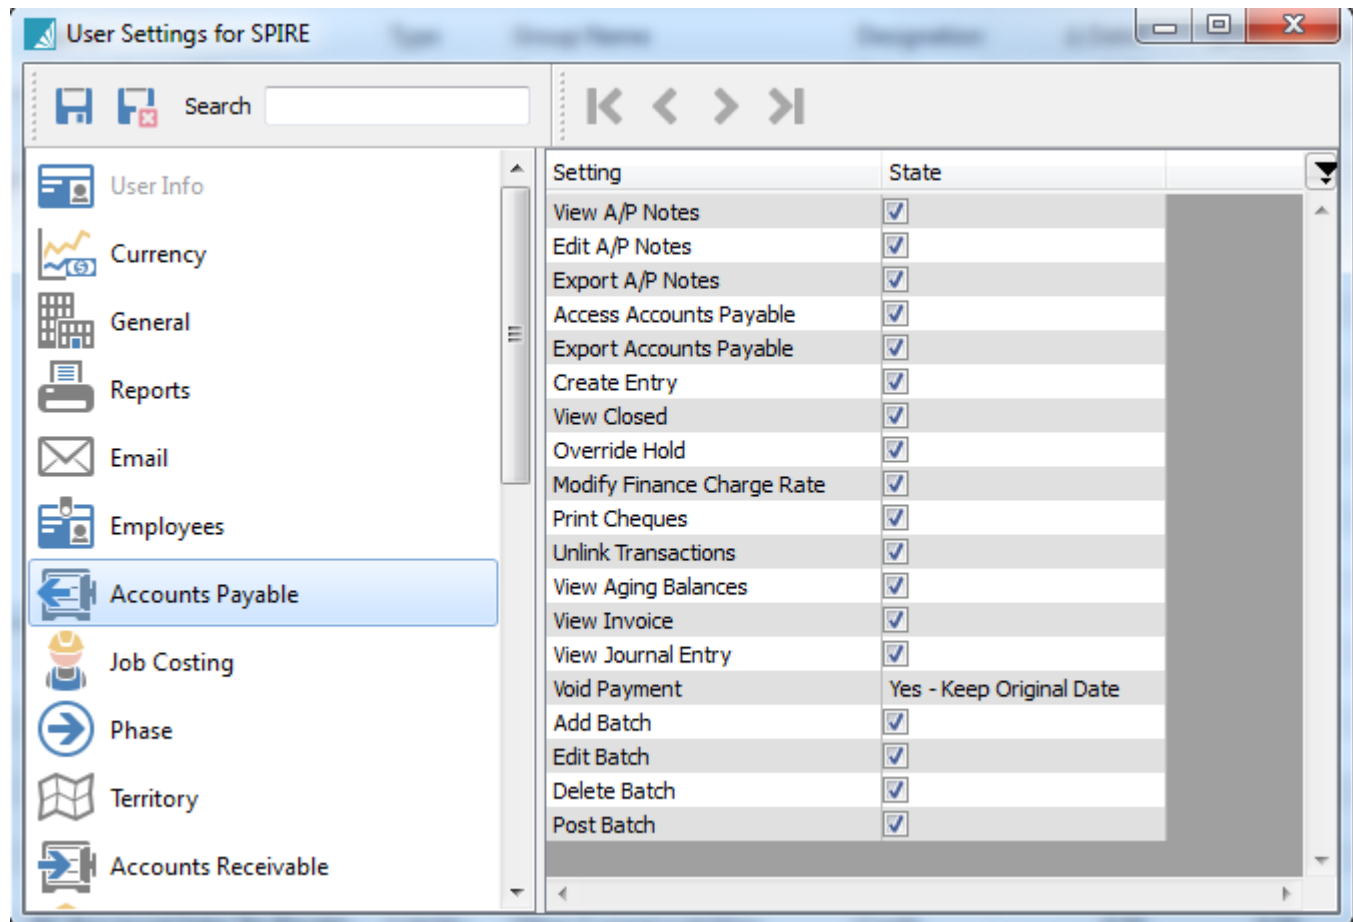 User Settings for SPIRE
Search
User Info
Currency
General
Reports
Email
Employees
Accounts Payable
Job Costing
Phase
Territory
Accounts Receivable
Setting State
View A/P Notes
Edit A/P Notes
Export A/P Notes
Access Accounts Payable
Export Accounts Payable
Create Entry
View Closed
Override Hold
Modify Finance Charge Rate
Print Cheques
Unlink Transactions
View Aging Balances
View Invoice
View Journal Entry
Void Payment Yes - Keep Original Date
Add Batch
Edit Batch
Delete Batch
Post Batch